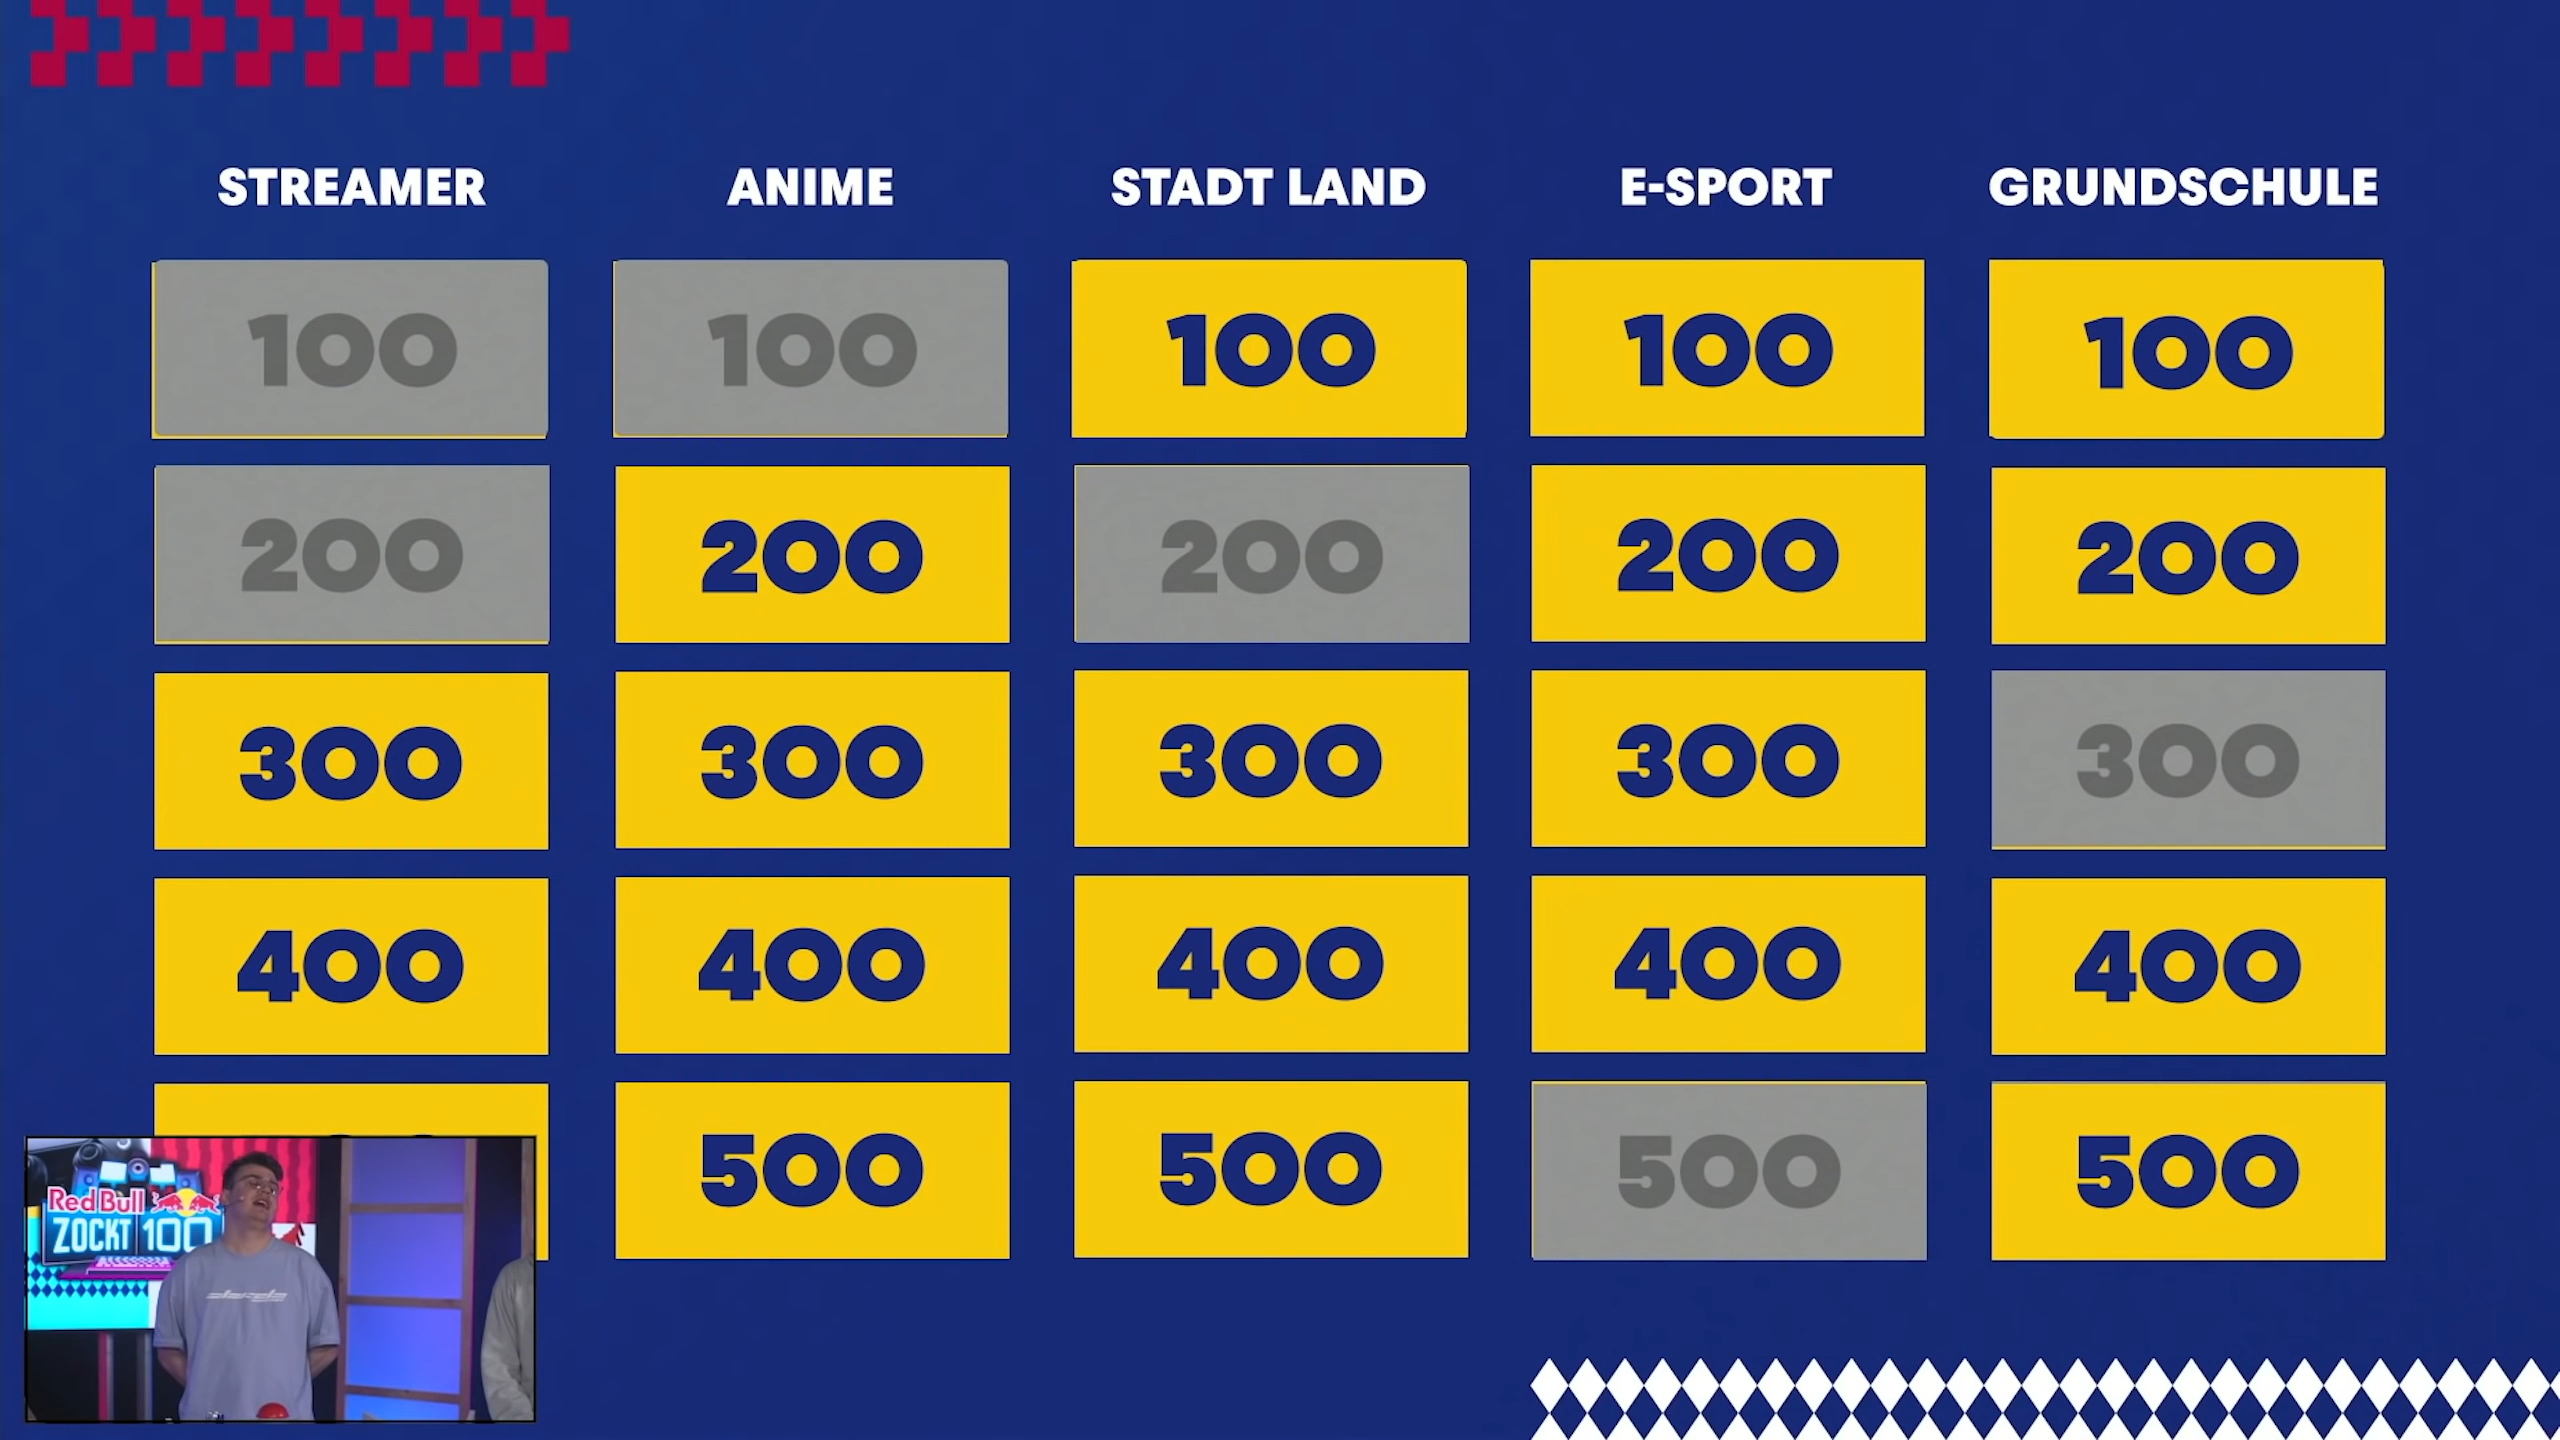 STREAMER ANIME STADT LAND E-SPORT GRUNDSCHULE
100 100 100 100 100
200 200 200 200 200
300 300 300 300 300
400 400 400 400 400
500 500 500 500
Red Bull
ZOCKT 100